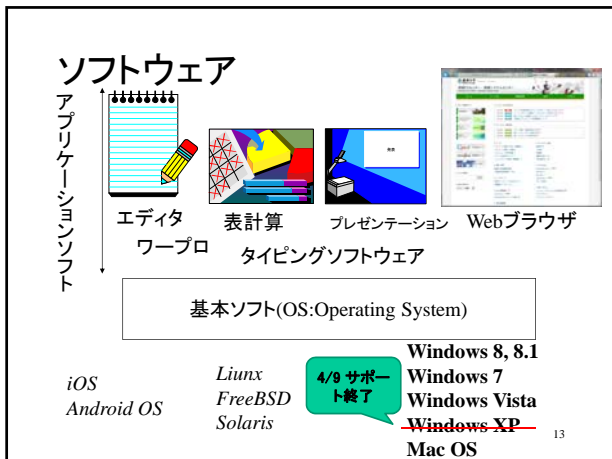 ソフトウェア
アプリケーションソフト
エディタ
ワープロ
表計算
プレゼンテーション
Webブラウザ
タイピングソフトウェア
基本ソフト(OS:Operating System)
iOS
Android OS
Liunx
FreeBSD
Solaris
4/9 サポー
ト終了
Windows 8, 8.1
Windows 7
Windows Vista
Windows XP
Mac OS
13